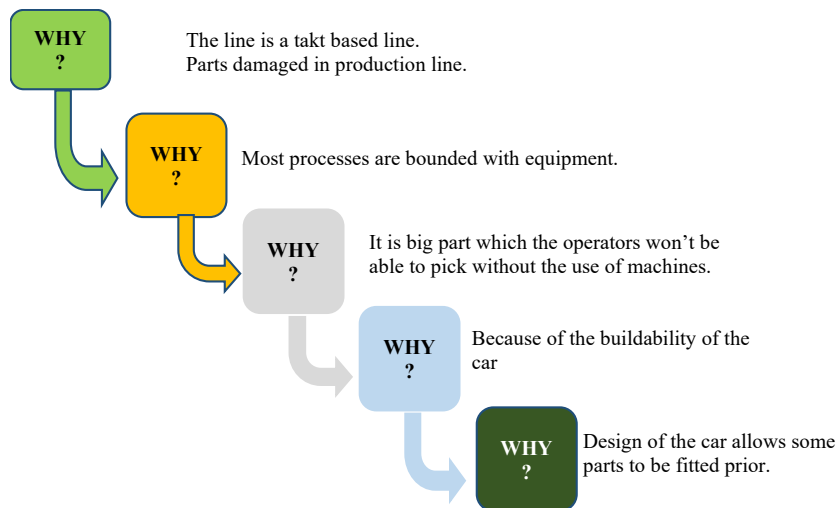 WHY
?
The line is a takt based line.
Parts damaged in production line.
WHY
?
Most processes are bounded with equipment.
WHY
?
It is big part which the operators won’t be
able to pick without the use of machines.
WHY
?
Because of the buildability of the
car
WHY
?
Design of the car allows some
parts to be fitted prior.